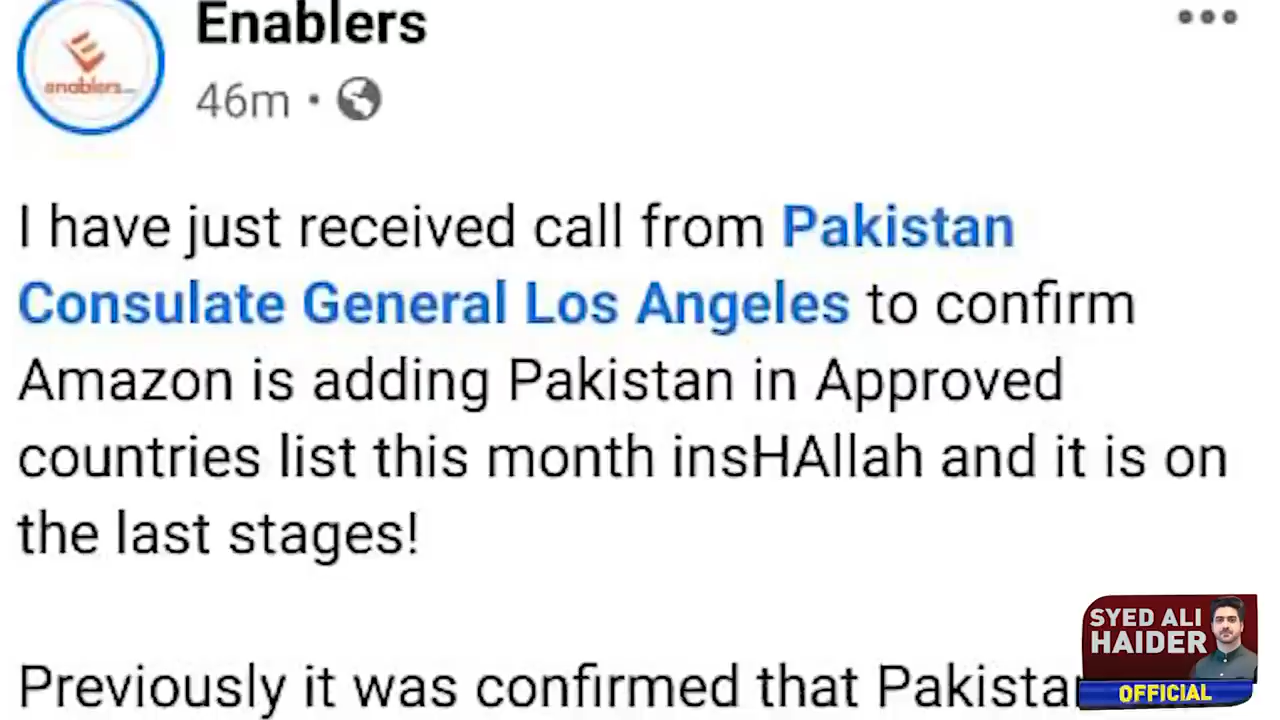 Enablers
enablers
46m
I have just received call from Pakistan
Consulate General Los Angeles to confirm
Amazon is adding Pakistan in Approved
countries list this month insHAllah and it is on
the last stages!
Previously it was confirmed that
SYED ALI
HAIDER
OFFICIAL